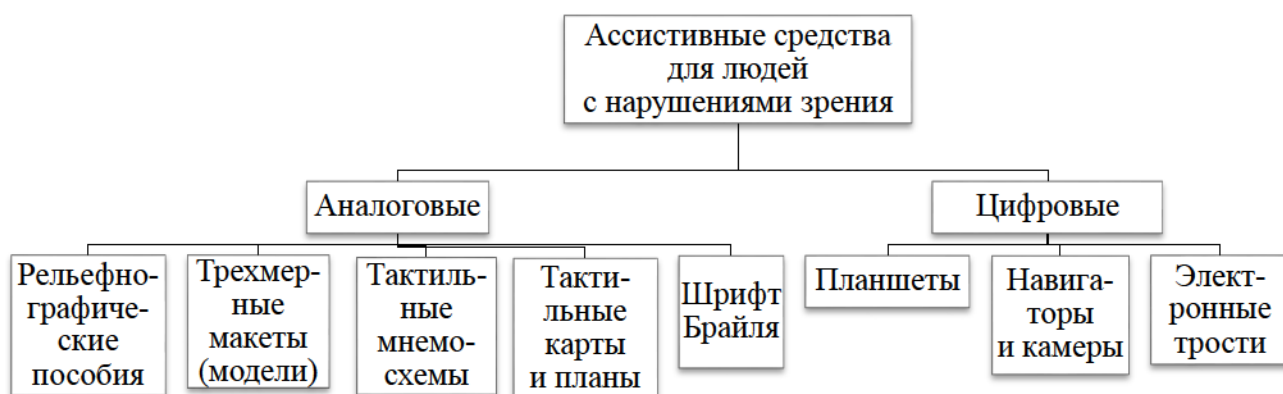 Ассистивные средства
для людей
с нарушениями зрения
Аналоговые
Цифровые
Рельефно-
графиче-
ские
пособия
Трехмер-
ные
макеты
(модели)
Тактиль-
ные
мнемо-
схемы
Такти-
льные
карты
и планы
Шрифт
Брайля
Планшеты
Навига-
торы
и камеры
Элект-
ронные
трости